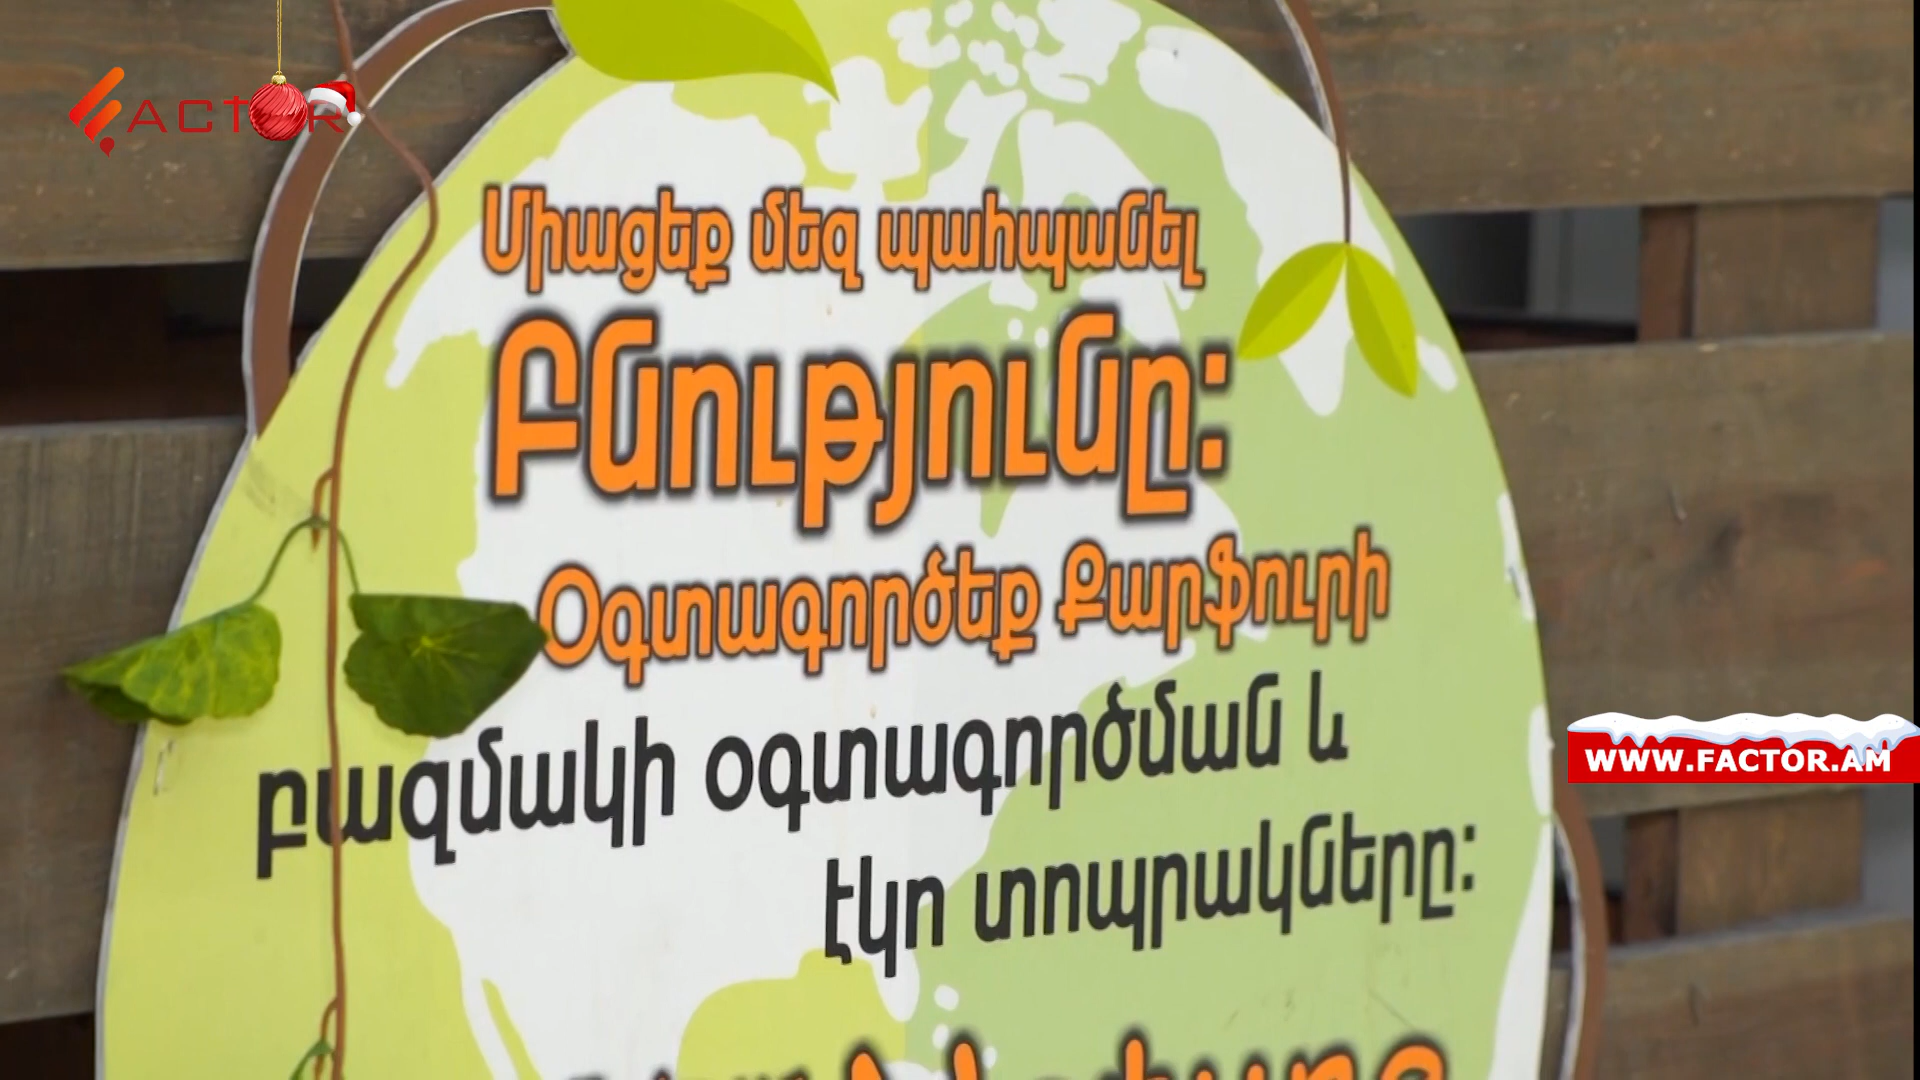 FACTOR
Միացեք մեզ պահպանել
Բնությունը:
Օգտագործեք Քարֆուրի
բազմակի օգտագործման և
էկո տոպրակները:
WWW.FACTOR.AM